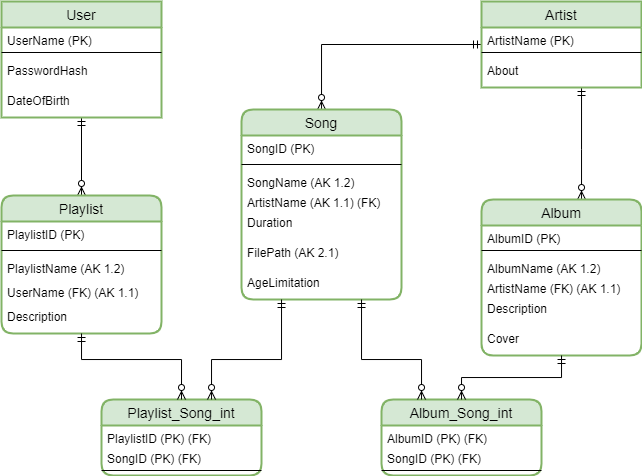 User
UserName (PK)
PasswordHash
DateOfBirth
Artist
ArtistName (PK)
About
Song
SongID (PK)
SongName (AK 1.2)
ArtistName (AK 1.1) (FK)
Duration
FilePath (AK 2.1)
AgeLimitation
Playlist
PlaylistID (PK)
PlaylistName (AK 1.2)
UserName (FK) (AK 1.1)
Description
Album
AlbumID (PK)
AlbumName (AK 1.2)
ArtistName (FK) (AK 1.1)
Description
Cover
Playlist_Song_int
PlaylistID (PK) (FK)
SongID (PK) (FK)
Album_Song_int
AlbumID (PK) (FK)
SongID (PK) (FK)